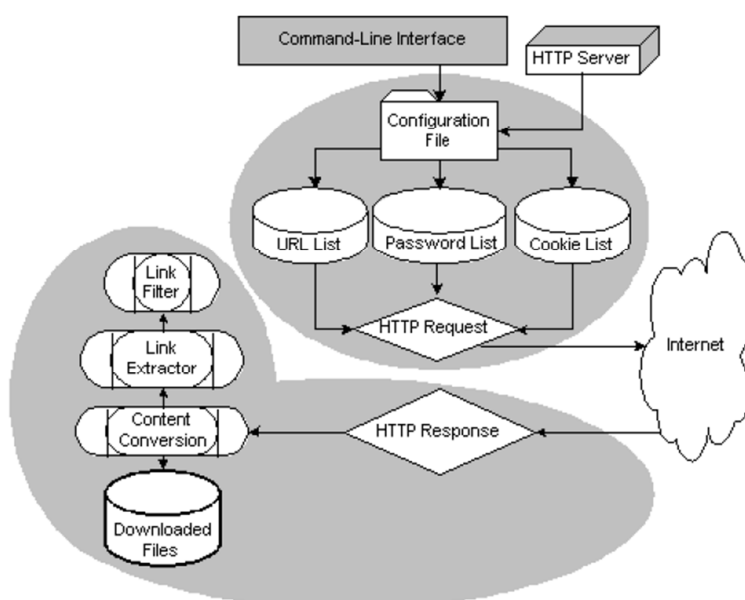 Command-Line Interface
HTTP Server
Configuration
File
URL List
Password List
Cookie List
HTTP Request
Internet
Link
Filter
Link
Extractor
Content
Conversion
HTTP Response
Downloaded
Files